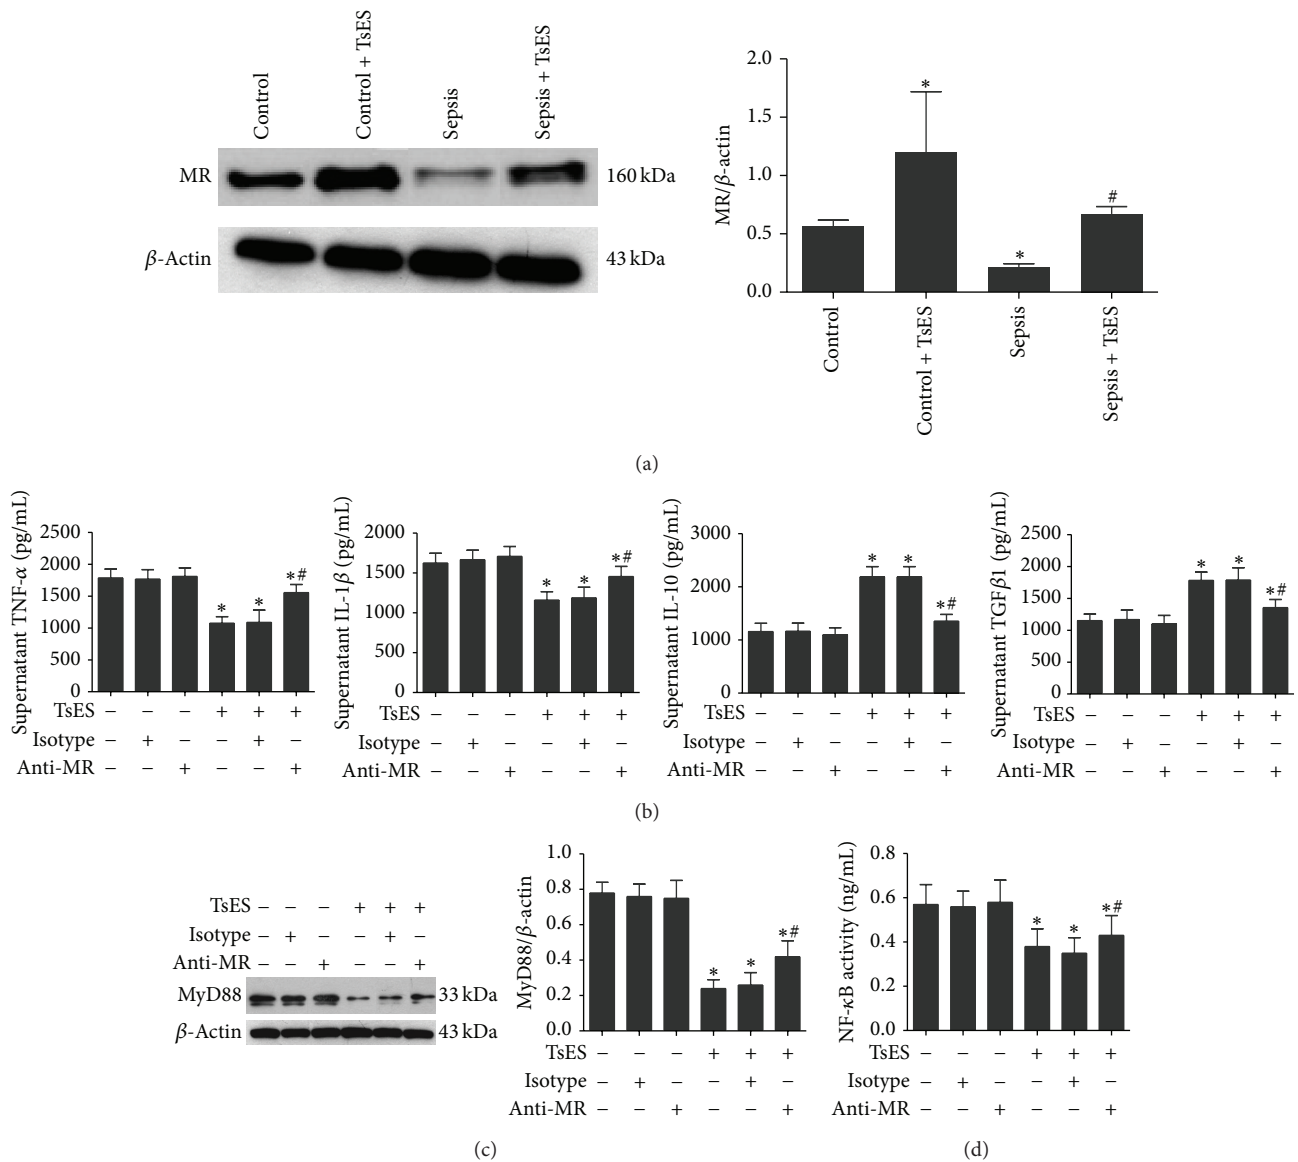 Control
Control + TsES
Sepsis
Sepsis + TsES
MR
160 kDa
β-Actin
43 kDa
MR/β-actin
2.0
1.5
1.0
0.5
0.0
*
*
#
Control
Control + TsES
Sepsis
Sepsis + TsES
(a)
Supernatant TNF-α (pg/mL)
2500
2000
1500
1000
500
0
* * *#
TsES − − − + + +
Isotype − + − − + −
Anti-MR − − + − − +
Supernatant IL-1β (pg/mL)
2000
1500
1000
500
0
* * *#
TsES − − − + + +
Isotype − + − − + −
Anti-MR − − + − − +
Supernatant IL-10 (pg/mL)
3000
2000
1000
0
* * *#
TsES − − − + + +
Isotype − + − − + −
Anti-MR − − + − − +
Supernatant TGFβ1 (pg/mL)
2500
2000
1500
1000
500
0
* * *#
TsES − − − + + +
Isotype − + − − + −
Anti-MR − − + − − +
(b)
TsES − − − + + +
Isotype − + − − + −
Anti-MR − − + − − +
MyD88 33 kDa
β-Actin 43 kDa
MyD88/β-actin
1.0
0.8
0.6
0.4
0.2
0.0
* * *#
TsES − − − + + +
Isotype − + − − + −
Anti-MR − − + − − +
(c)
NF-κB activity (ng/mL)
0.8
0.6
0.4
0.2
0.0
* * *#
TsES − − − + + +
Isotype − + − − + −
Anti-MR − − + − − +
(d)